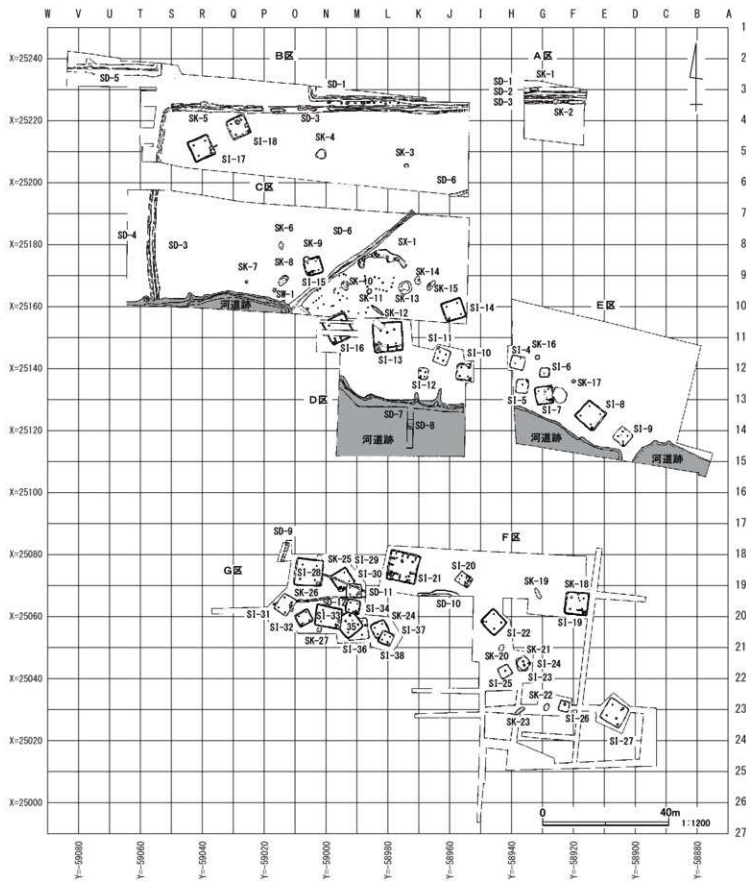 W V U T S R Q P O N M L K J I H G F E D C B A
1
2
3
4
5
6
7
8
9
10
11
12
13
14
15
16
17
18
19
20
21
22
23
24
25
26
27
X=25240
X=25220
X=25200
X=25180
X=25160
X=25140
X=25120
X=25100
X=25080
X=25060
X=25040
X=25020
X=25000
B区
SD-5
SD-1
SK-5
SD-3
SI-18
SK-4
SI-17
SK-3
SD-6
A区
SK-1
SD-1
SD-2
SD-3
SK-2
C区
SD-4
SD-3
SK-6
SD-6
SK-9
SX-1
SK-8
SK-7
SI-15
SK-10
SK-14
SK-15
SK-11
SK-13
SK-12
SI-14
河道跡
SI-16
SI-13
SI-11
SI-10
SI-12
D区
SD-7
SD-8
河道跡
E区
SI-4
SK-16
SI-6
SK-17
SI-5
SI-7
SI-8
SI-9
河道跡
河道跡
F区
SI-21
SI-20
SD-10
SK-19
SK-18
SI-19
SI-22
SK-20
SK-21
SI-24
SI-23
SI-25
SK-22
SK-23
SI-26
SI-27
G区
SD-9
SK-25
SI-29
SI-28
SI-30
SK-26
SD-11
SI-31
SI-33
SI-34
SK-24
SI-32
35
SI-37
SK-27
SI-36
SI-38
0 40m
1:1200
Y=-59080
Y=-59060
Y=-59040
Y=-59020
Y=-59000
Y=-58980
Y=-58960
Y=-58940
Y=-58920
Y=-58900
Y=-58880